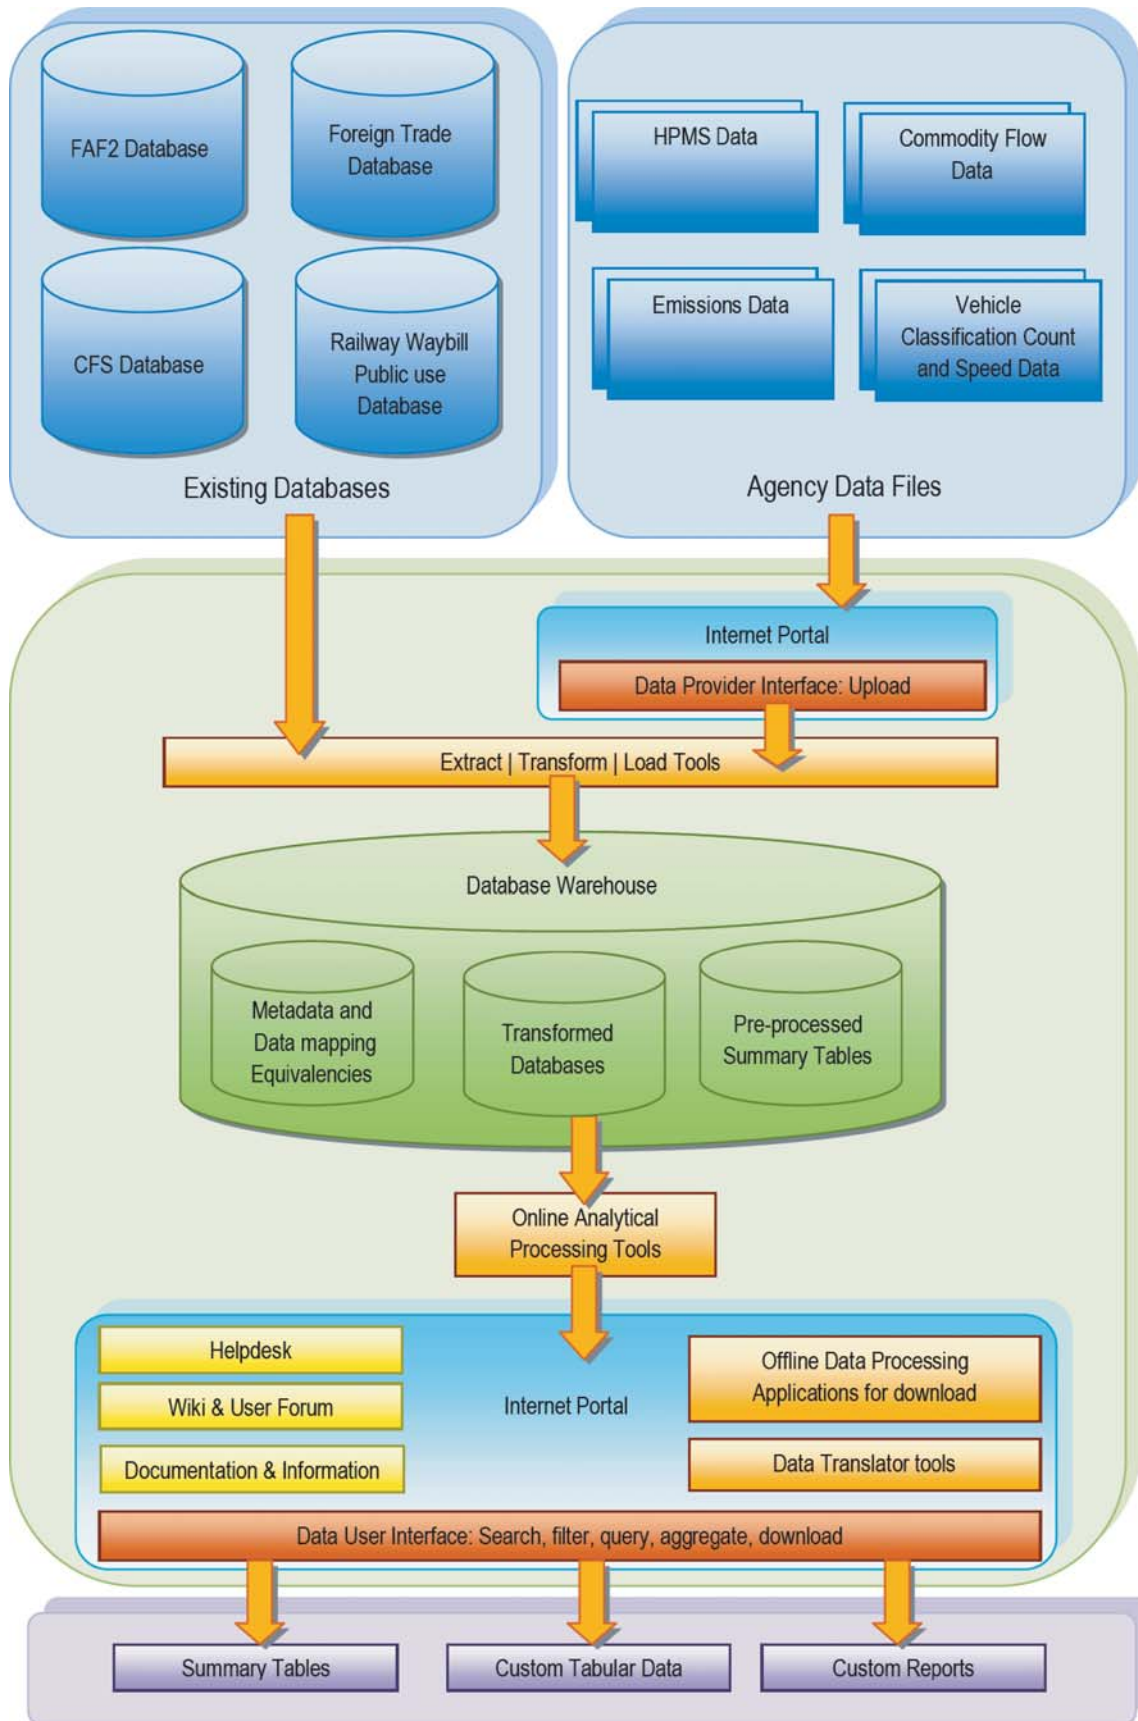 FAF2 Database
Foreign Trade
Database
CFS Database
Railway Waybill
Public use
Database
Existing Databases
HPMS Data
Commodity Flow
Data
Emissions Data
Vehicle
Classification Count
and Speed Data
Agency Data Files
Internet Portal
Data Provider Interface: Upload
Extract | Transform | Load Tools
Database Warehouse
Metadata and
Data mapping
Equivalencies
Transformed
Databases
Pre-processed
Summary Tables
Online Analytical
Processing Tools
Helpdesk
Wiki & User Forum
Documentation & Information
Internet Portal
Offline Data Processing
Applications for download
Data Translator tools
Data User Interface: Search, filter, query, aggregate, download
Summary Tables
Custom Tabular Data
Custom Reports